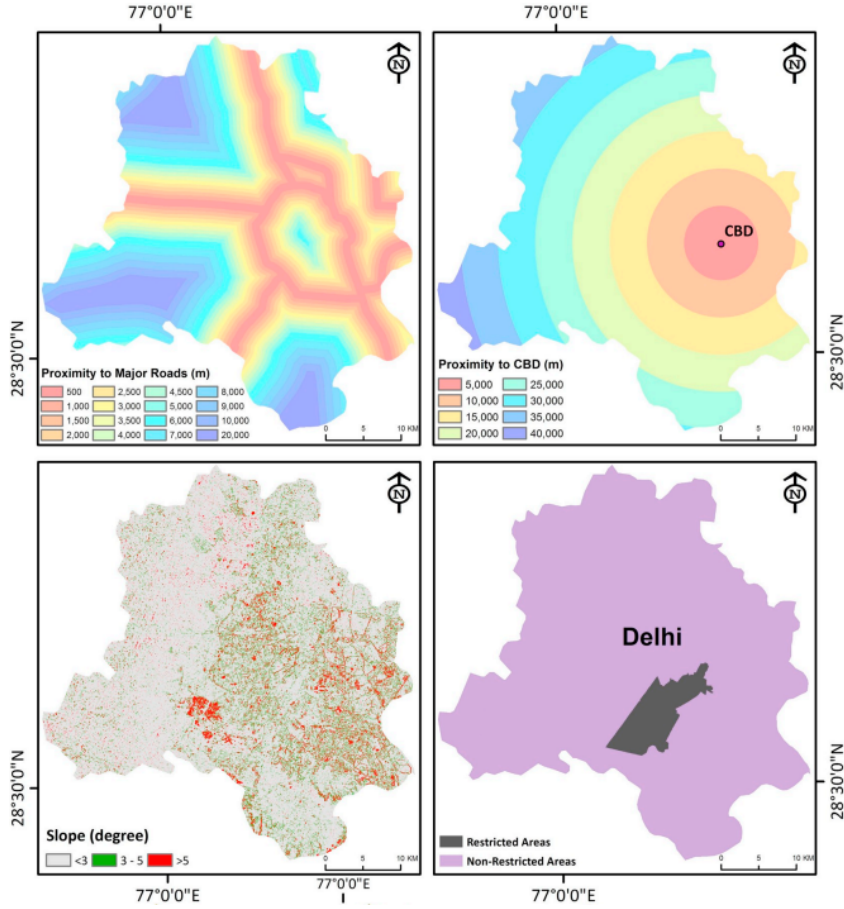 77°0'0"E 77°0'0"E
N N
CBD
28°30'0"N
Proximity to Major Roads (m)
500 2,500 4,500 8,000
1,000 3,000 5,000 9,000
1,500 3,500 6,000 10,000
2,000 4,000 7,000 20,000
0 5 10 KM
Proximity to CBD (m)
5,000 25,000
10,000 30,000
15,000 35,000
20,000 40,000
0 5 10 KM
28°30'0"N
N N
Delhi
28°30'0"N
Slope (degree)
<3 3 - 5 >5
0 5 10 KM
Restricted Areas
Non-Restricted Areas
0 5 10 KM
28°30'0"N
77°0'0"E 77°0'0"E 77°0'0"E